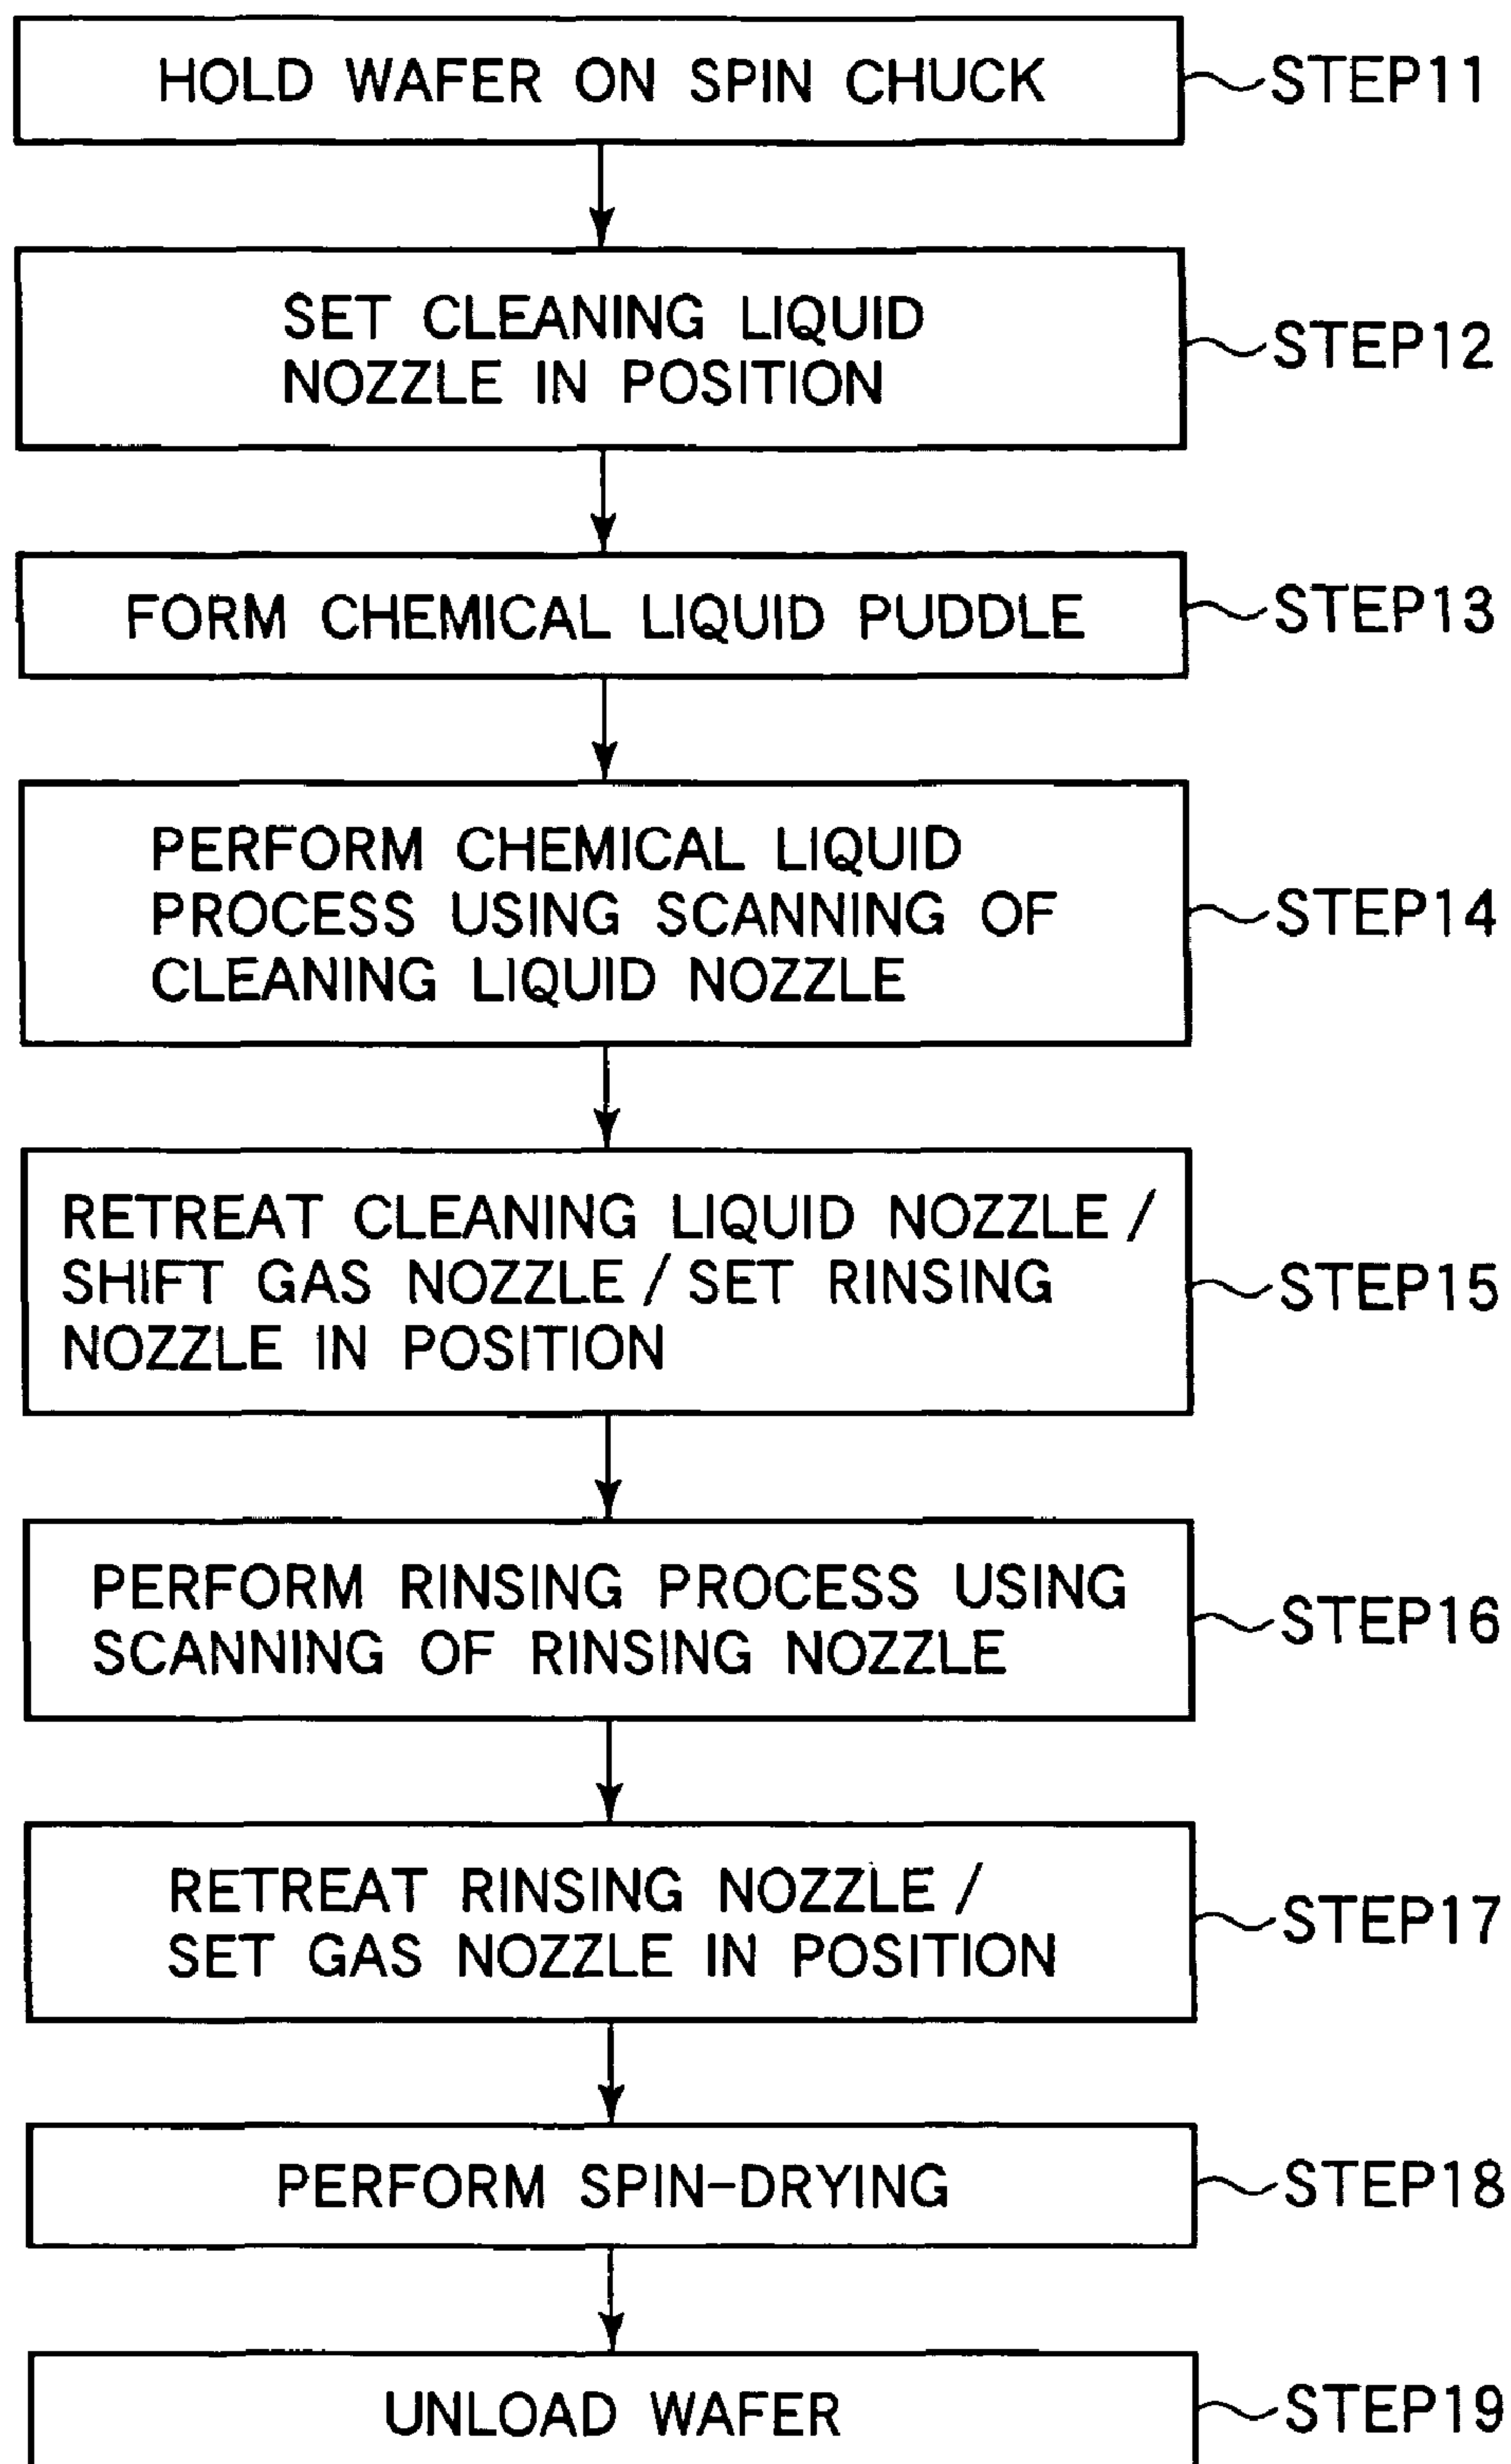 HOLD WAFER ON SPIN CHUCK
STEP11
SET CLEANING LIQUID
NOZZLE IN POSITION
STEP12
FORM CHEMICAL LIQUID PUDDLE
STEP13
PERFORM CHEMICAL LIQUID
PROCESS USING SCANNING OF
CLEANING LIQUID NOZZLE
STEP14
RETREAT CLEANING LIQUID NOZZLE /
SHIFT GAS NOZZLE / SET RINSING
NOZZLE IN POSITION
STEP15
PERFORM RINSING PROCESS USING
SCANNING OF RINSING NOZZLE
STEP16
RETREAT RINSING NOZZLE /
SET GAS NOZZLE IN POSITION
STEP17
PERFORM SPIN-DRYING
STEP18
UNLOAD WAFER
STEP19